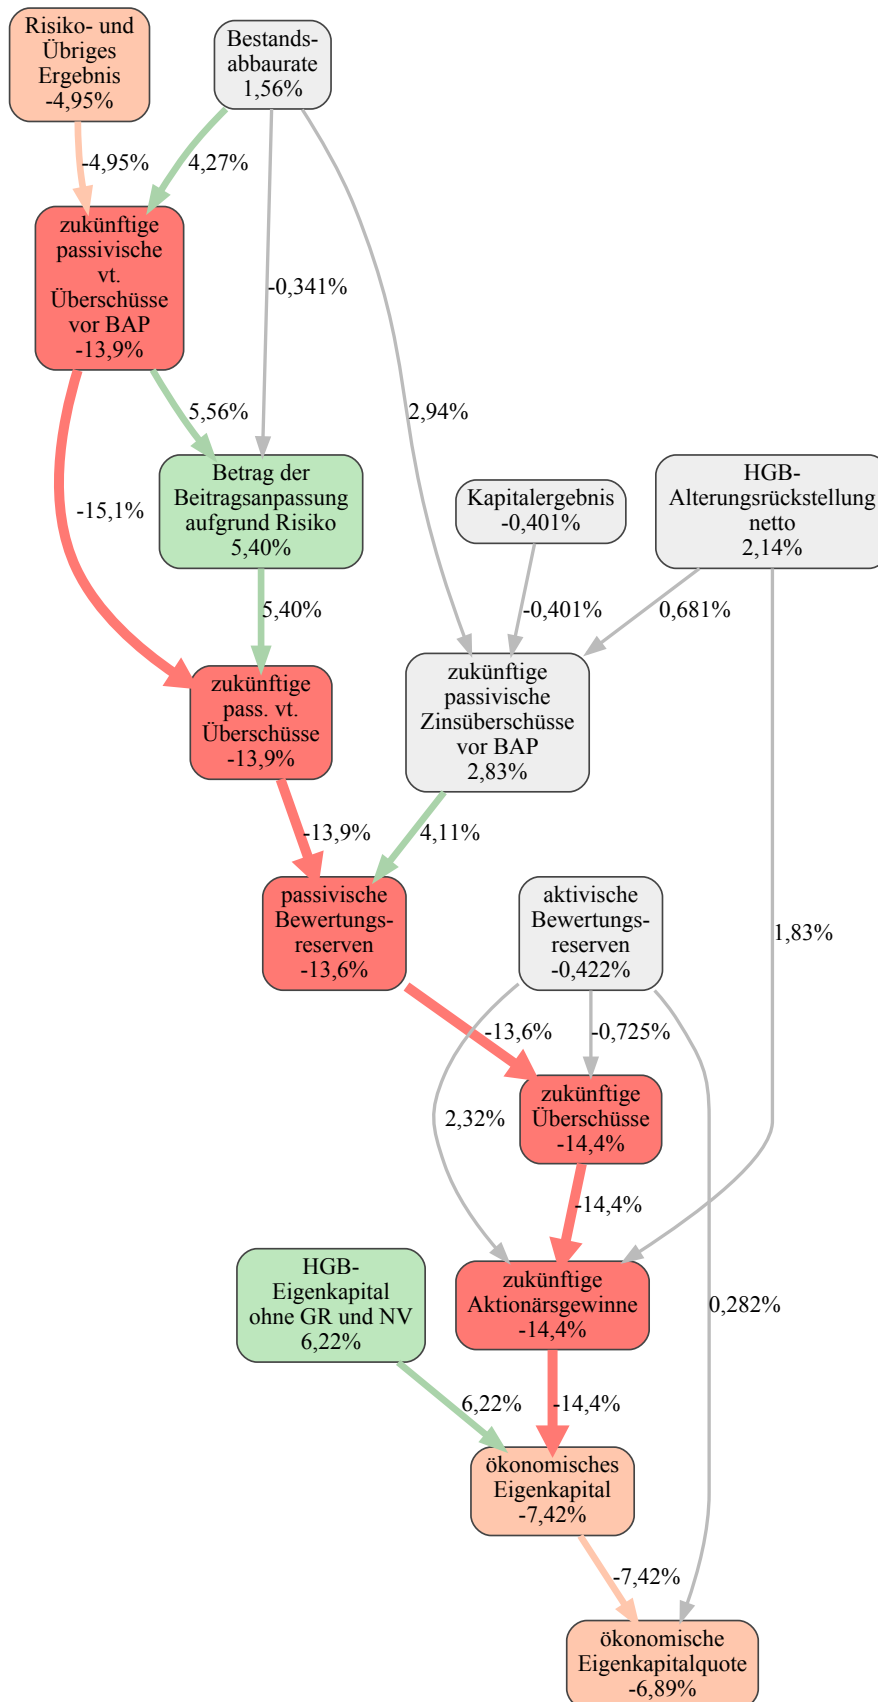 Risiko- und
Übriges
Ergebnis
-4,95%
Bestands-
abbaurate
1,56%
-4,95%
4,27%
zukünftige
passivische
vt.
Überschüsse
vor BAP
-13,9%
-0,341%
5,56%
2,94%
-15,1%
Betrag der
Beitragsanpassung
aufgrund Risiko
5,40%
Kapitalergebnis
-0,401%
HGB-
Alterungsrückstellung
netto
2,14%
5,40%
-0,401%
0,681%
zukünftige
pass. vt.
Überschüsse
-13,9%
zukünftige
passivische
Zinsüberschüsse
vor BAP
2,83%
-13,9%
4,11%
passivische
Bewertungs-
reserven
-13,6%
aktivische
Bewertungs-
reserven
-0,422%
1,83%
-13,6%
-0,725%
zukünftige
Überschüsse
-14,4%
2,32%
-14,4%
HGB-
Eigenkapital
ohne GR und NV
6,22%
zukünftige
Aktionärsgewinne
-14,4%
0,282%
6,22%
-14,4%
ökonomisches
Eigenkapital
-7,42%
-7,42%
ökonomische
Eigenkapitalquote
-6,89%